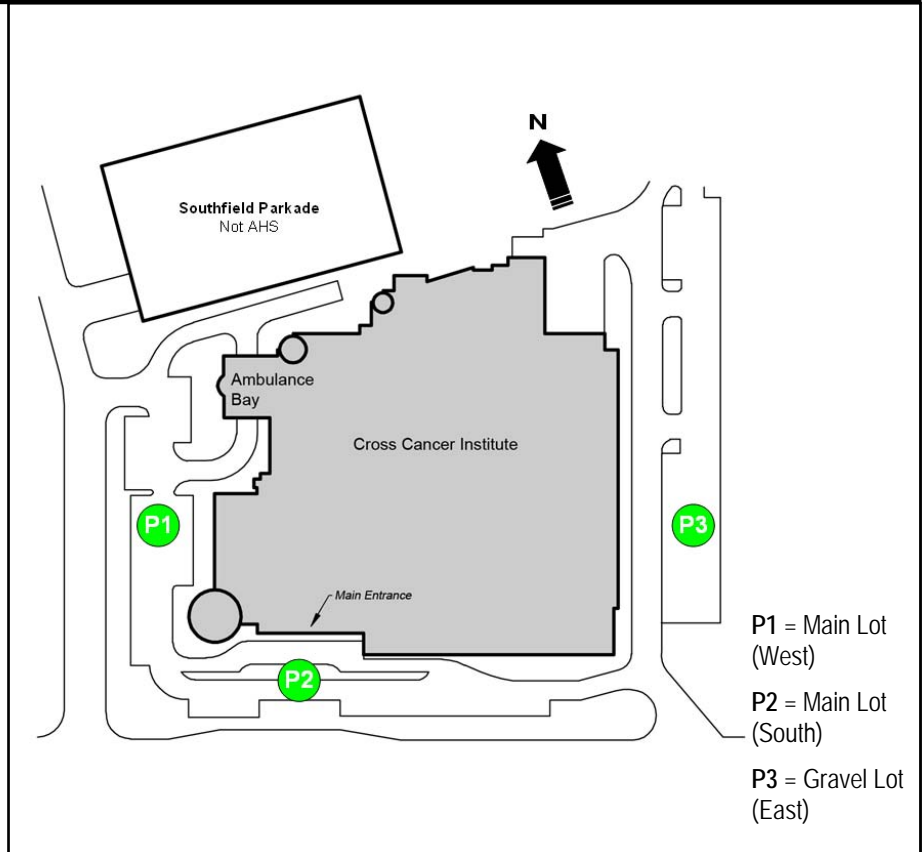 N
Southfield Parkade
Not AHS
Ambulance
Bay
Cross Cancer Institute
P1
P3
Main Entrance
P2
P1 = Main Lot
(West)
P2 = Main Lot
(South)
P3 = Gravel Lot
(East)